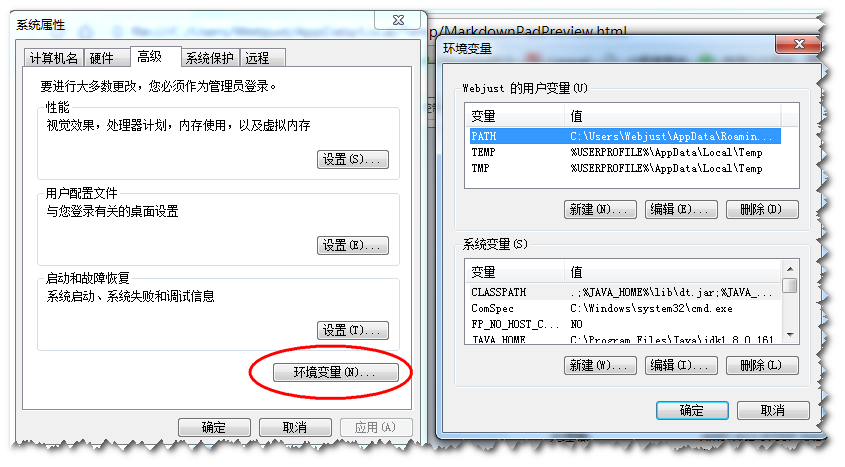 系统属性
计算机名 硬件 高级 系统保护 远程
要进行大多数更改，您必须作为管理员登录。
性能
视觉效果，处理器计划，内存使用，以及虚拟内存
设置(S)...
用户配置文件
与您登录有关的桌面设置
设置(E)...
启动和故障恢复
系统启动、系统失败和调试信息
设置(T)...
环境变量(N)...
确定 取消 应用(A)
/MarkdownPadPreview.html
环境变量
Webjust 的用户变量(U)
变量 值
PATH C:\Users\Webjust\AppData\Roamin...
TEMP %USERPROFILE%\AppData\Local\Temp
TMP %USERPROFILE%\AppData\Local\Temp
新建(N)... 编辑(E)... 删除(D)
系统变量(S)
变量 值
CLASSPATH .;%JAVA_HOME%\lib\dt.jar;%JAVA_...
ComSpec C:\Windows\system32\cmd.exe
FP_NO_HOST_C... NO
JAVA_HOME C:\Program Files\Java\jdk1.8.0_161
新建(W)... 编辑(I)... 删除(L)
确定 取消